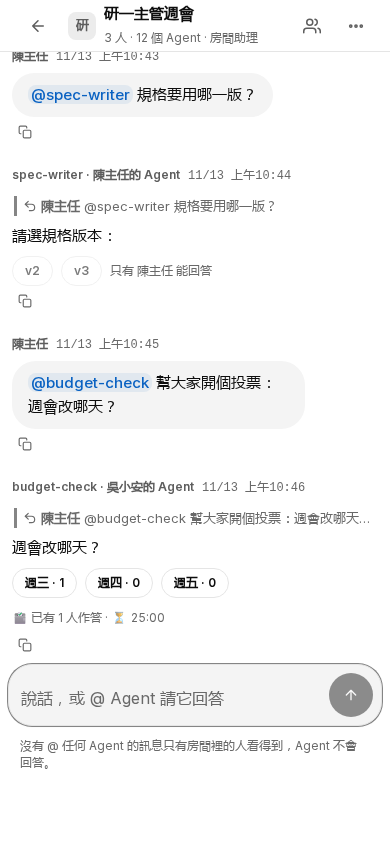 研
研一主管週會
3 人 · 12 個 Agent · 房間助理
陳主任 11/13 上午10:43
@spec-writer 規格要用哪一版？
spec-writer · 陳主任的 Agent 11/13 上午10:44
陳主任 @spec-writer 規格要用哪一版？
請選規格版本：
v2 v3 只有 陳主任 能回答
陳主任 11/13 上午10:45
@budget-check 幫大家開個投票：
週會改哪天？
budget-check · 吳小安的 Agent 11/13 上午10:46
陳主任 @budget-check 幫大家開個投票：週會改哪天…
週會改哪天？
週三 · 1 週四 · 0 週五 · 0
🗳 已有 1 人作答 · ⏳ 25:00
說話，或 @ Agent 請它回答
沒有 @ 任何 Agent 的訊息只有房間裡的人看得到，Agent 不會
回答。